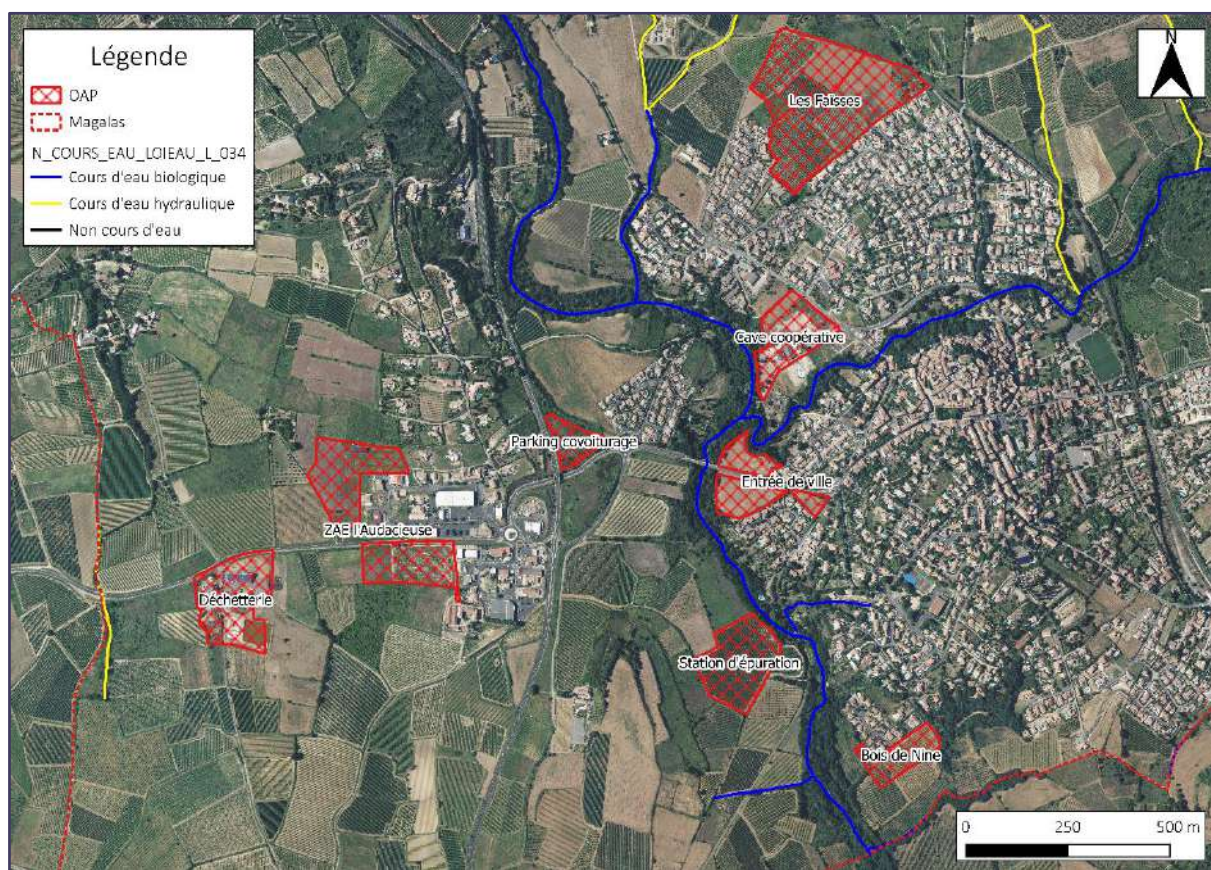 Légende
OAP
Magalas
N_COURS_EAU_LOIEAU_L_034
Cours d'eau biologique
Cours d'eau hydraulique
Non cours d'eau
N
Les Faïsses
Cave coopérative
Parking covoiturage
Entrée de ville
ZAE l'Audacieuse
Déchetterie
Station d'épuration
Bois de Nine
0 250 500 m